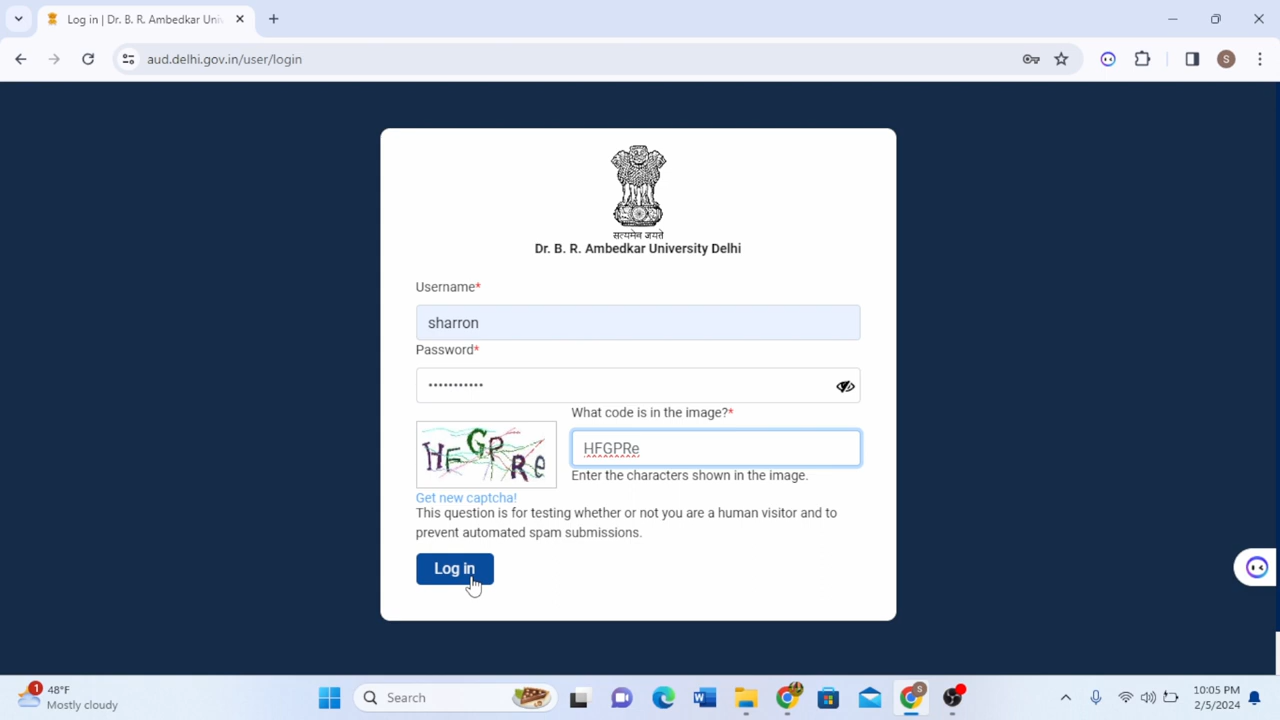 Log in | Dr. B. R. Ambedkar Uni
aud.delhi.gov.in/user/login
S
सत्यमेव जयते
Dr. B. R. Ambedkar University Delhi
Username*
sharron
Password*
•••••••••••
What code is in the image?*
HFGPRe
HFGPRe
Enter the characters shown in the image.
Get new captcha!
This question is for testing whether or not you are a human visitor and to
prevent automated spam submissions.
Log in
1
48°F
Mostly cloudy
Search
W
S
10:05 PM
2/5/2024